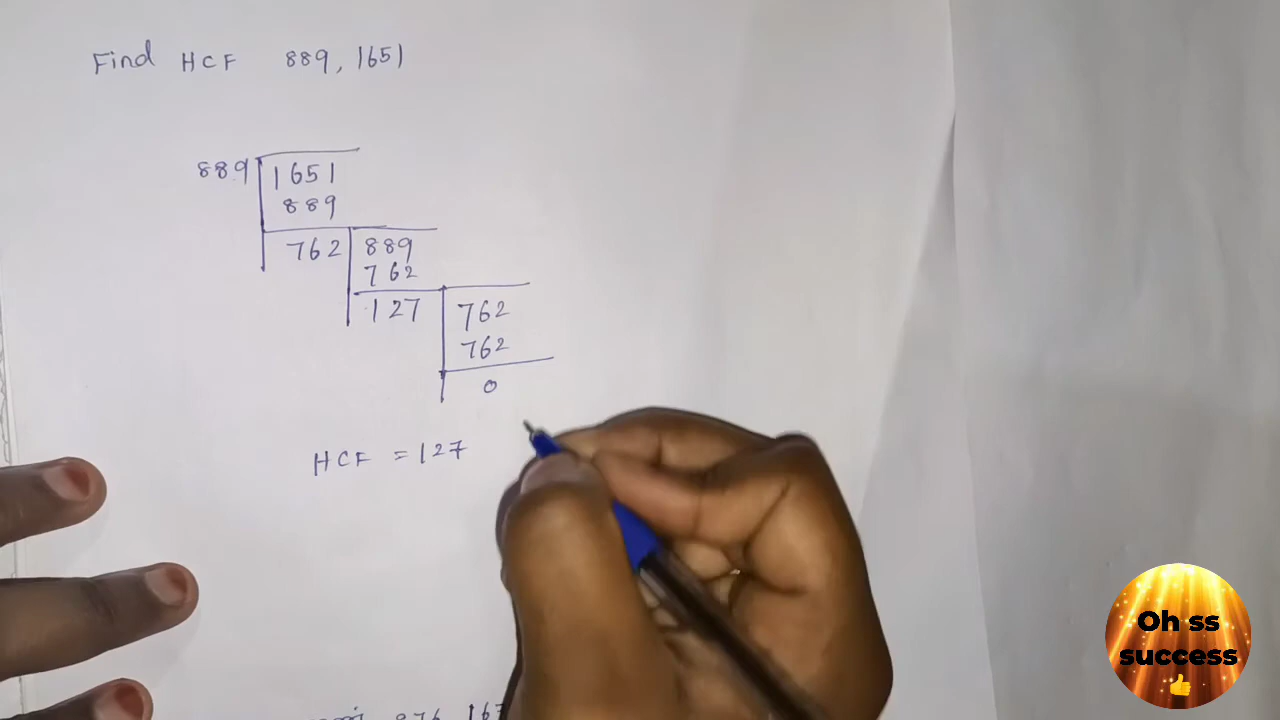 Find HCF 889, 1651
889 1651
889
762 889
762
127 762
762
0
HCF = 127
Oh ss
success